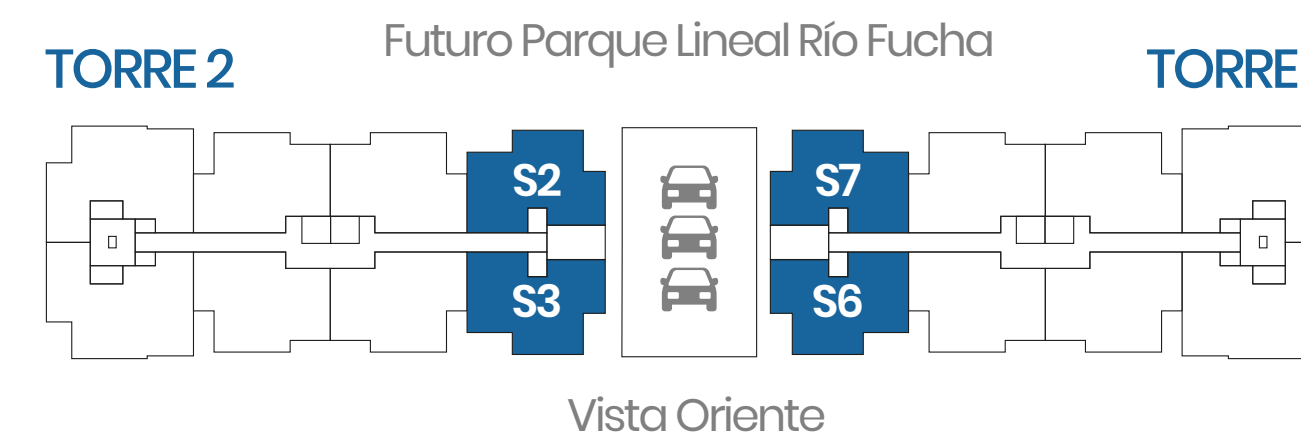 Futuro Parque Lineal Río Fucha
TORRE 2
TORRE
S2
S7
S3
S6
Vista Oriente